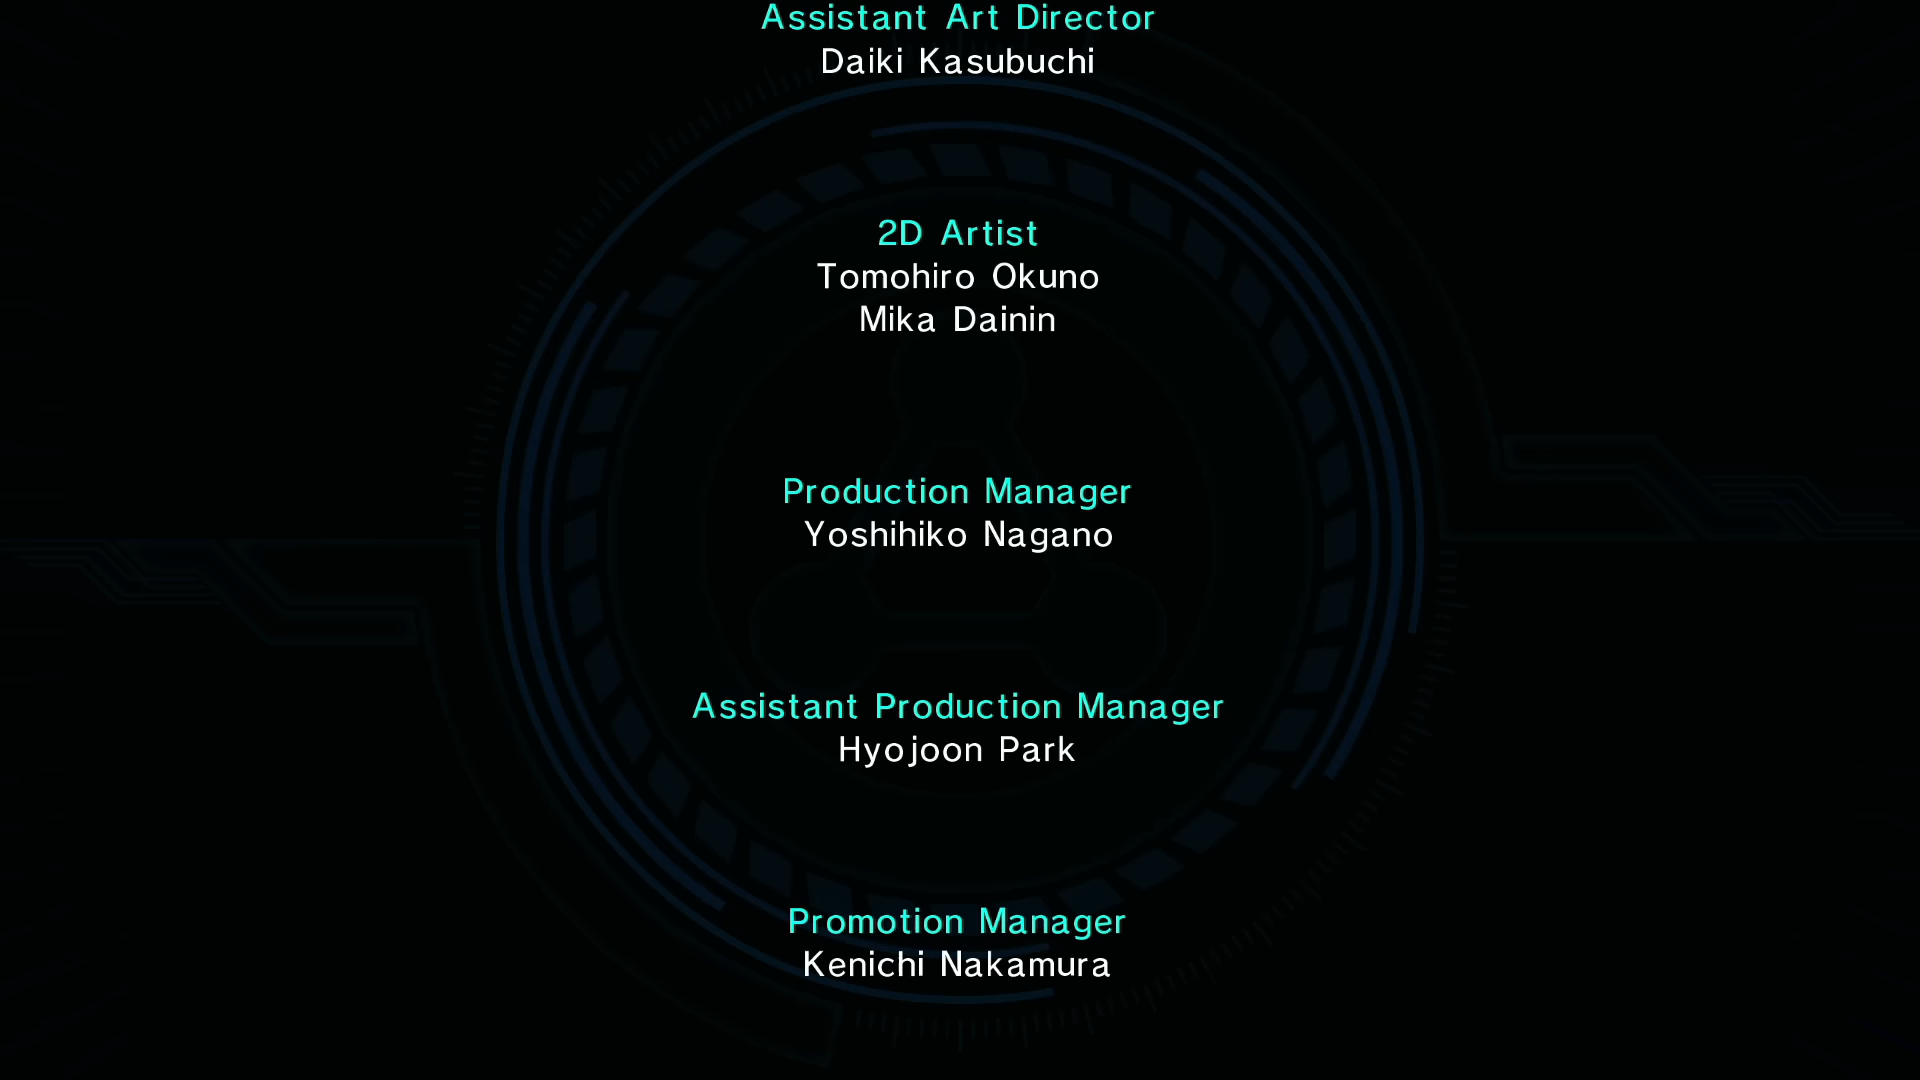 Assistant Art Director
Daiki Kasubuchi
2D Artist
Tomohiro Okuno
Mika Dainin
Production Manager
Yoshihiko Nagano
Assistant Production Manager
Hyojoon Park
Promotion Manager
Kenichi Nakamura